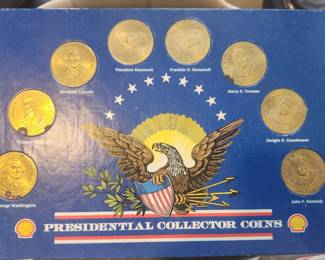 George Washington
Abraham Lincoln
Theodore Roosevelt
Franklin D. Roosevelt
Harry S. Truman
Dwight D. Eisenhower
John F. Kennedy
PRESIDENTIAL COLLECTOR COINS